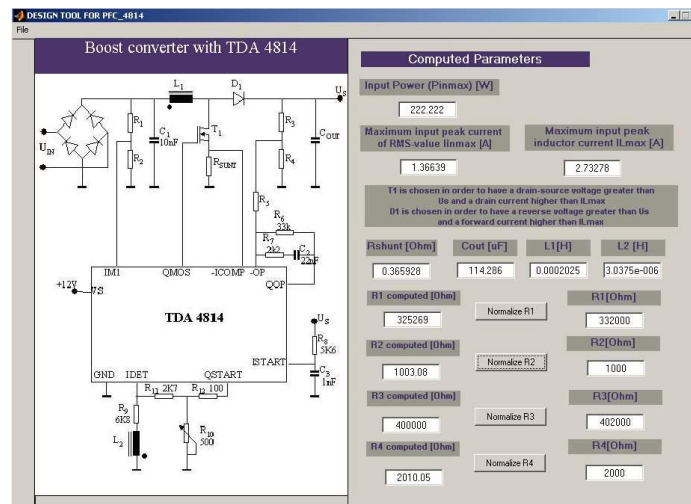 DESIGN TOOL FOR PFC_4814
File
Boost converter with TDA 4814
L1
D1
US
R1
C1
10nF
T1
R3
COUT
UIN
R2
RSUNT
R4
R5
R6
33k
R7
2k2
C2
22nF
IM1 QMOS -ICOMP -OP
QOP
+12V
VS
TDA 4814
US
R8
5K6
ISTART
C3
1nF
GND IDET QSTART
R11 2K7 R12 100
R9
6K8
L2
R10
500
Computed Parameters
Input Power (Pinmax) [W]
222.222
Maximum input peak current
of RMS-value Iinmax [A]
1.36639
Maximum input peak
inductor current ILmax [A]
2.73278
T1 is chosen in order to have a drain-source voltage greater than
Us and a drain current higher than ILmax
D1 is chosen in order to have a reverse voltage greater than Us
and a forward current higher than ILmax
Rshunt [Ohm] Cout [uF] L1[H] L2 [H]
0.365928 114.286 0.0002025 3.0375e-006
R1 computed [Ohm] R1[Ohm]
325269 Normalize R1 332000
R2 computed [Ohm] R2[Ohm]
1003.08 Normalize R2 1000
R3 computed [Ohm] R3[Ohm]
400000 Normalize R3 402000
R4 computed [Ohm] R4[Ohm]
2010.05 Normalize R4 2000